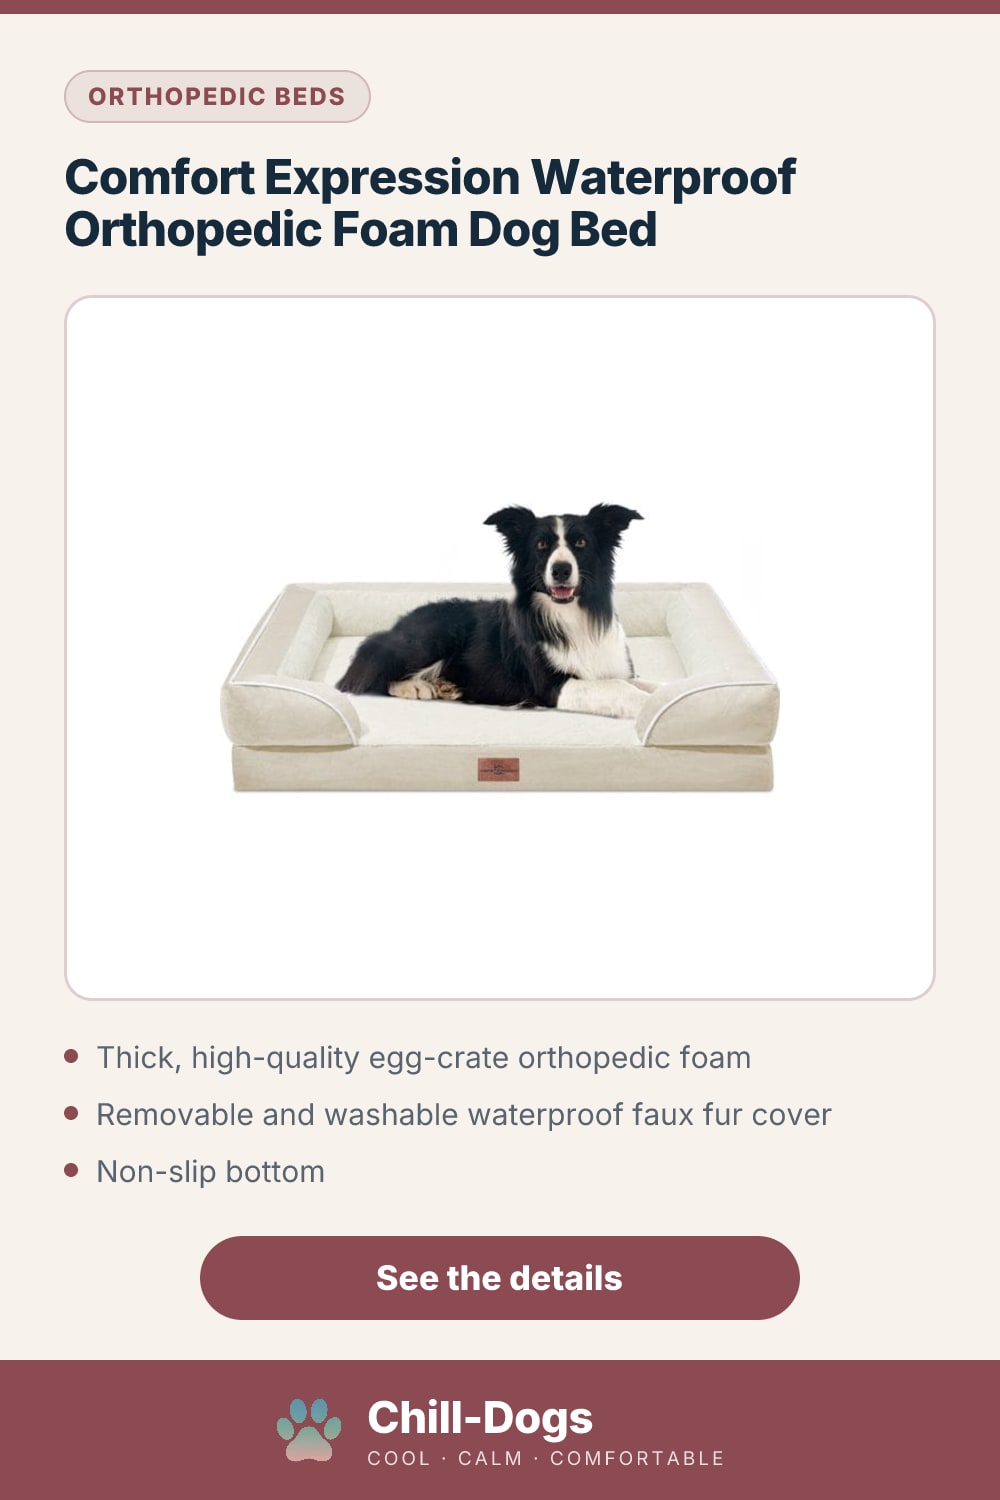 ORTHOPEDIC BEDS
Comfort Expression Waterproof
Orthopedic Foam Dog Bed
Thick, high-quality egg-crate orthopedic foam
Removable and washable waterproof faux fur cover
Non-slip bottom
See the details
Chill-Dogs
COOL · CALM · COMFORTABLE